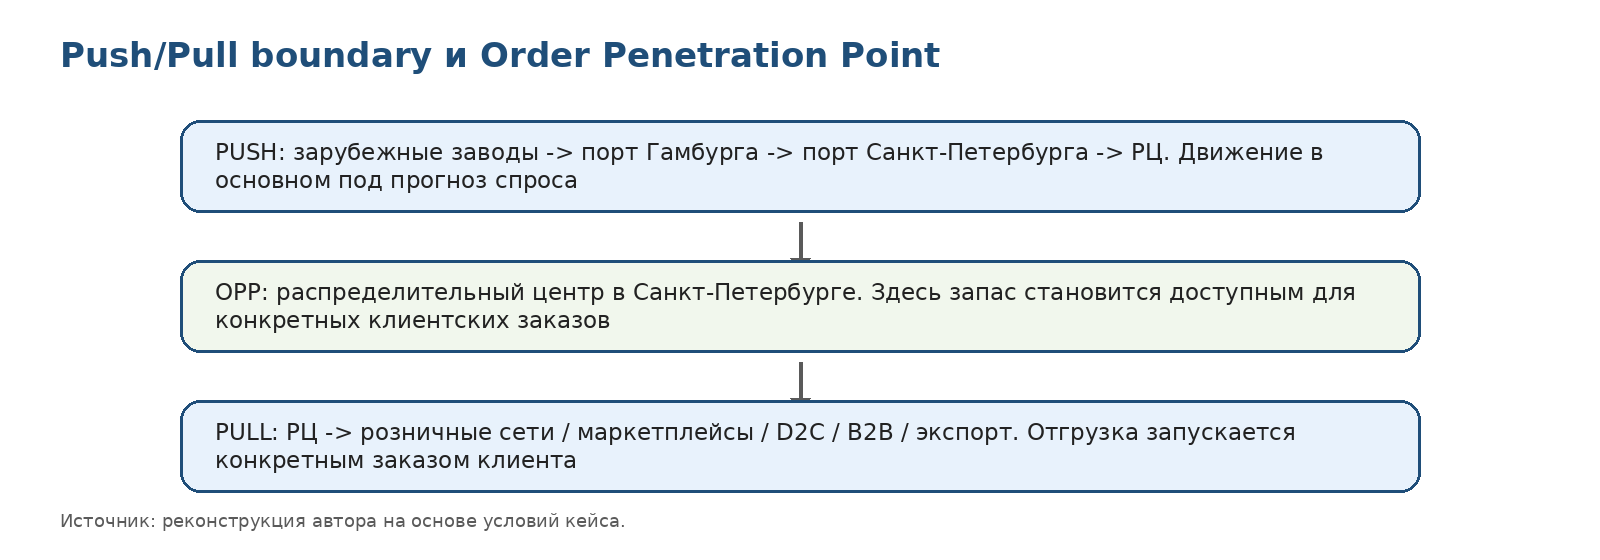 Push/Pull boundary и Order Penetration Point
PUSH: зарубежные заводы -> порт Гамбурга -> порт Санкт-Петербурга -> РЦ. Движение в
основном под прогноз спроса
OPP: распределительный центр в Санкт-Петербурге. Здесь запас становится доступным для
конкретных клиентских заказов
PULL: РЦ -> розничные сети / маркетплейсы / D2C / B2B / экспорт. Отгрузка запускается
конкретным заказом клиента
Источник: реконструкция автора на основе условий кейса.